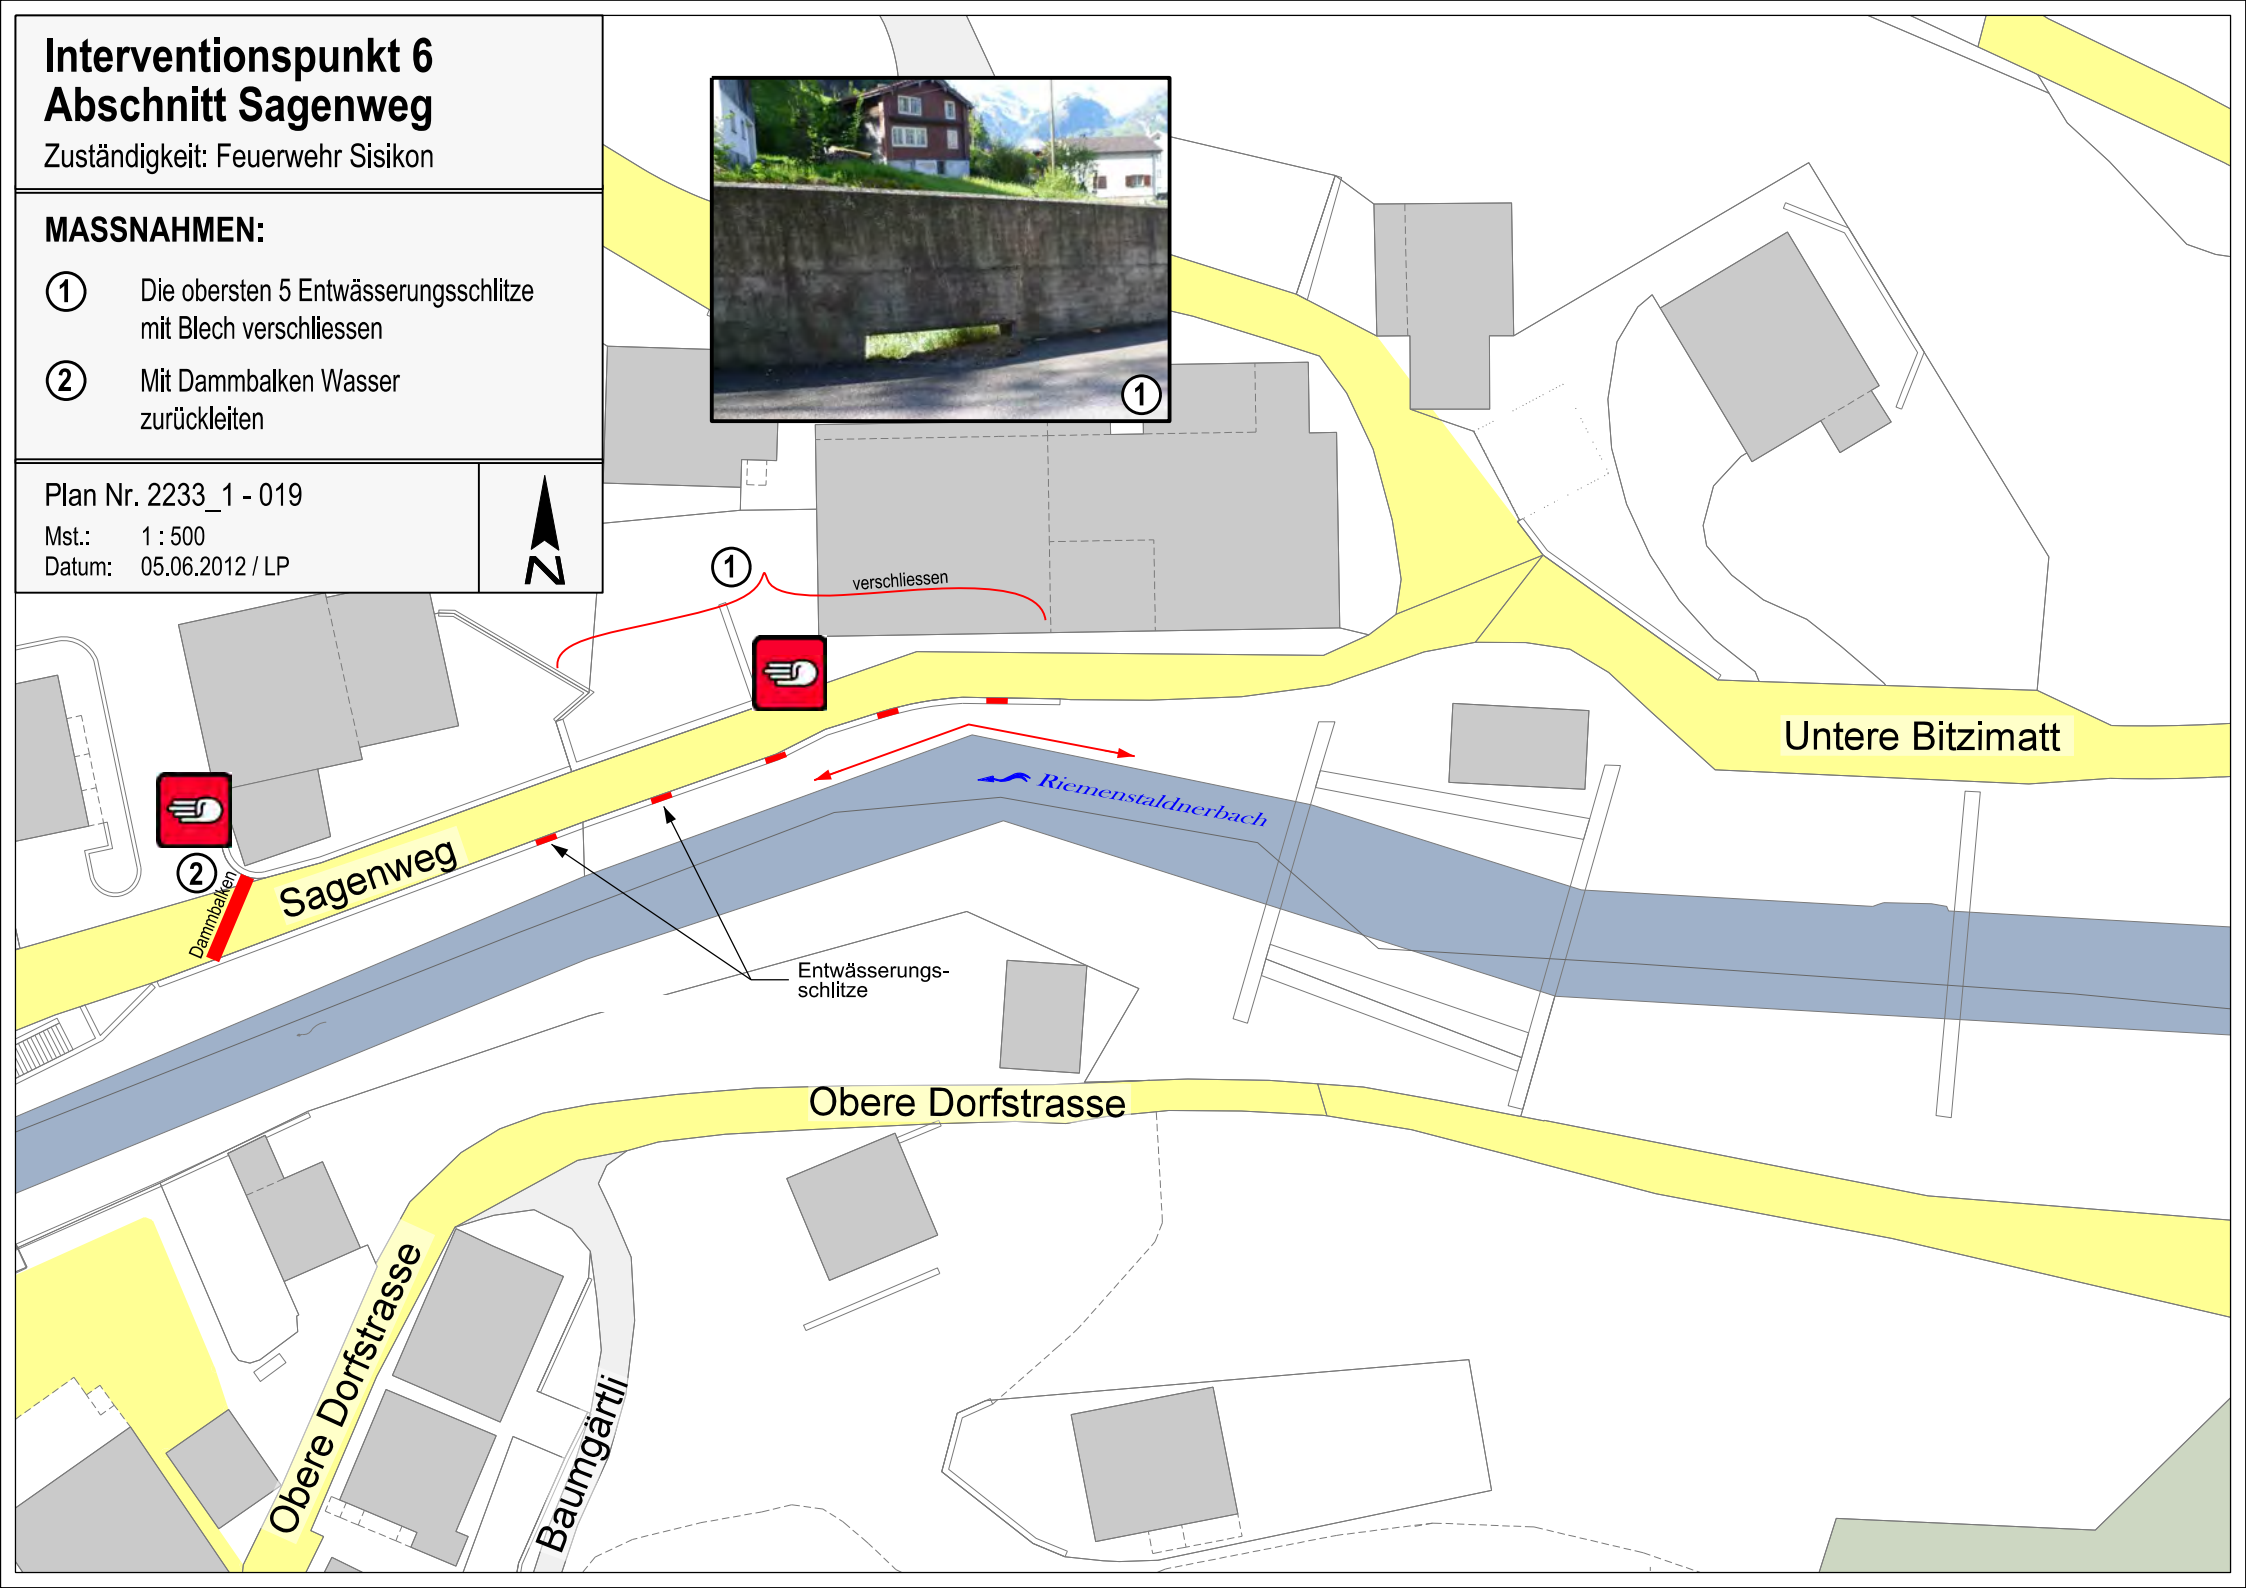 Interventionspunkt 6
Abschnitt Sagenweg
Zuständigkeit: Feuerwehr Sisikon
MASSNAHMEN:
1 Die obersten 5 Entwässerungsschlitze
mit Blech verschliessen
2 Mit Dammbalken Wasser
zurückleiten
Plan Nr. 2233_1 - 019
Mst.: 1 : 500
Datum: 05.06.2012 / LP
N
1
1
verschliessen
Untere Bitzimatt
Riemenstaldnerbach
2
Dammbalken
Sagenweg
Entwässerungs-
schlitze
Obere Dorfstrasse
Obere Dorfstrasse
Baumgärtli